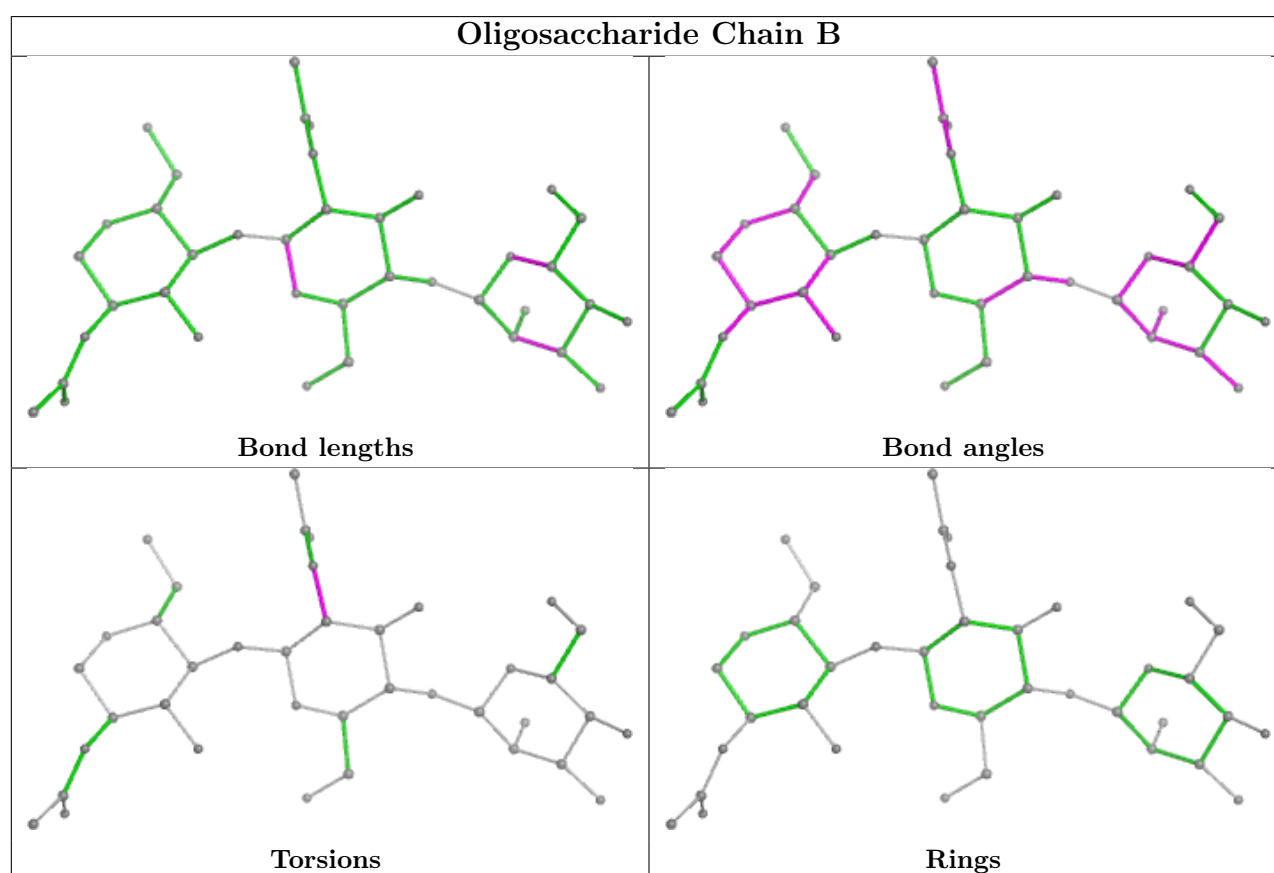 Oligosaccharide Chain B
Bond lengths
Bond angles
Torsions
Rings